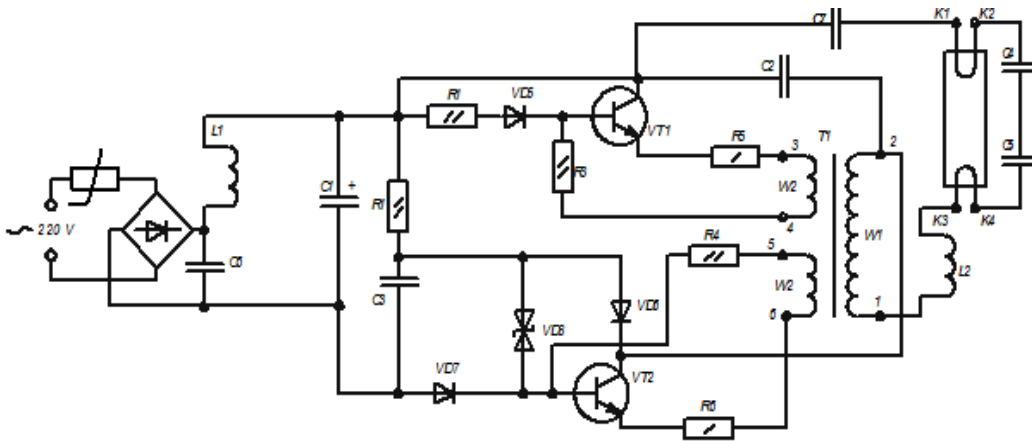 C7
K1
K2
C2
C4
R1
VD5
VT1
L1
R5
3
T1
2
C1
+
R3
W2
C5
R1
4
K3
K4
~ 220 V
R4
5
W1
C6
C3
W2
L2
VD8
VD6
6
1
VD7
VT2
R6